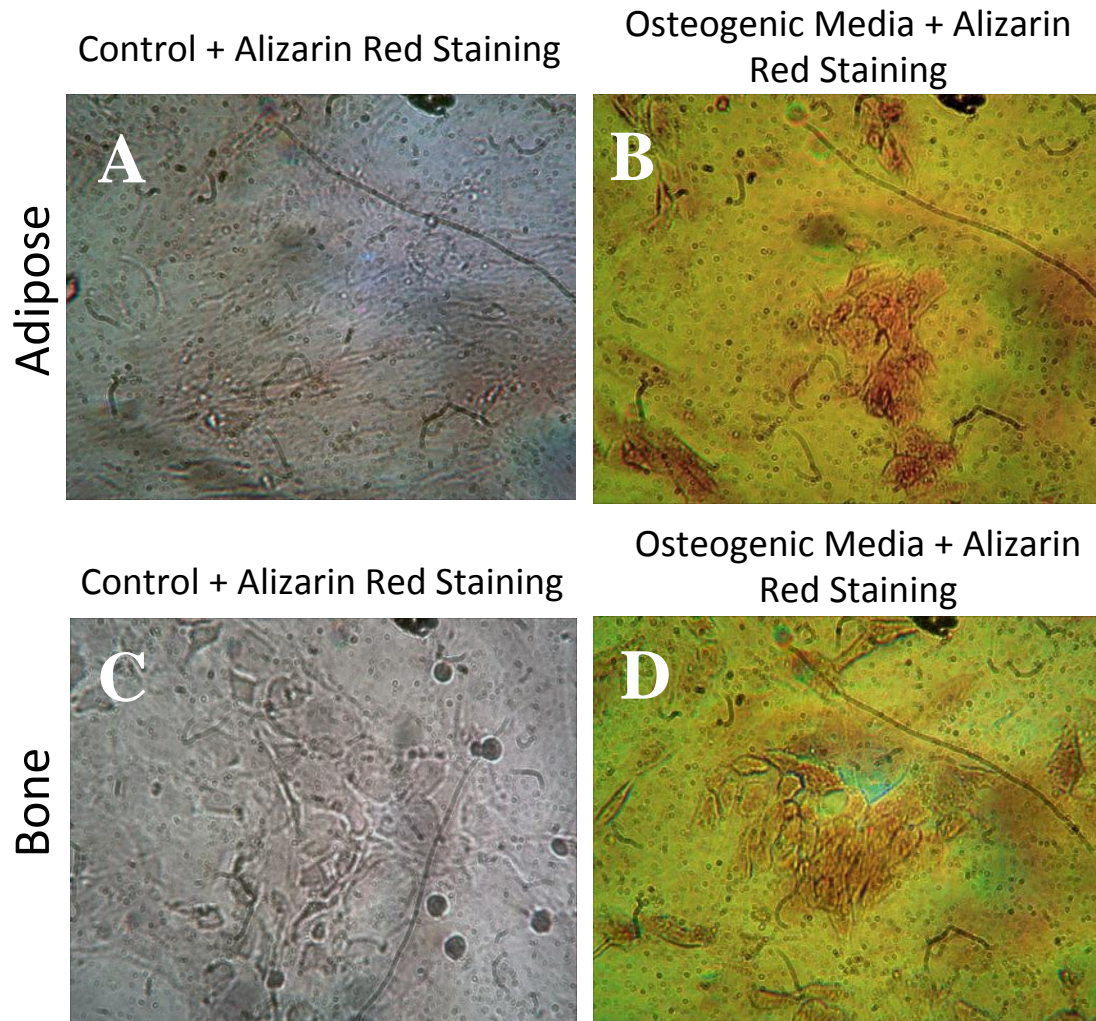 Control + Alizarin Red Staining
Osteogenic Media + Alizarin
Red Staining
A
B
Adipose
Control + Alizarin Red Staining
Osteogenic Media + Alizarin
Red Staining
C
D
Bone